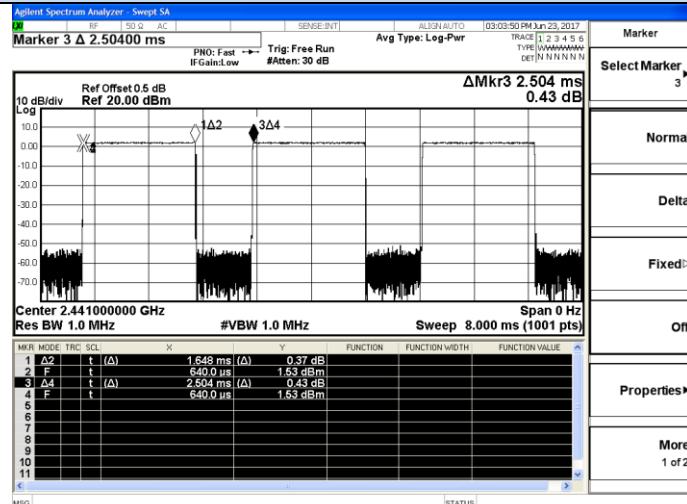 Agilent Spectrum Analyzer - Swept SA
RF 50 Ω AC SENSE:INT ALIGN AUTO 03:03:50 PM Jun 23, 2017
Marker 3 Δ 2.50400 ms
PNO: Fast
IFGain:Low
Trig: Free Run
#Atten: 30 dB
Avg Type: Log-Pwr
TRACE 1 2 3 4 5 6
TYPE WWWWWW
DET N N N N N N
Ref Offset 0.5 dB
Ref 20.00 dBm
10 dB/div
Log
ΔMkr3 2.504 ms
0.43 dB
10.0
0.00
-10.0
-20.0
-30.0
-40.0
-50.0
-60.0
-70.0
1Δ2
3Δ4
Center 2.441000000 GHz Span 0 Hz
Res BW 1.0 MHz #VBW 1.0 MHz Sweep 8.000 ms (1001 pts)
MKR MODE TRC SCL X Y FUNCTION FUNCTION WIDTH FUNCTION VALUE
1 Δ2 t (Δ) 1.648 ms (Δ) 0.37 dB
2 F t 640.0 µs 1.53 dBm
3 Δ4 t (Δ) 2.504 ms (Δ) 0.43 dB
4 F t 640.0 µs 1.53 dBm
5
6
7
8
9
10
11
MSG STATUS
Marker
Select Marker
3
Norma
Delta
Fixed
Off
Properties
More
1 of 2